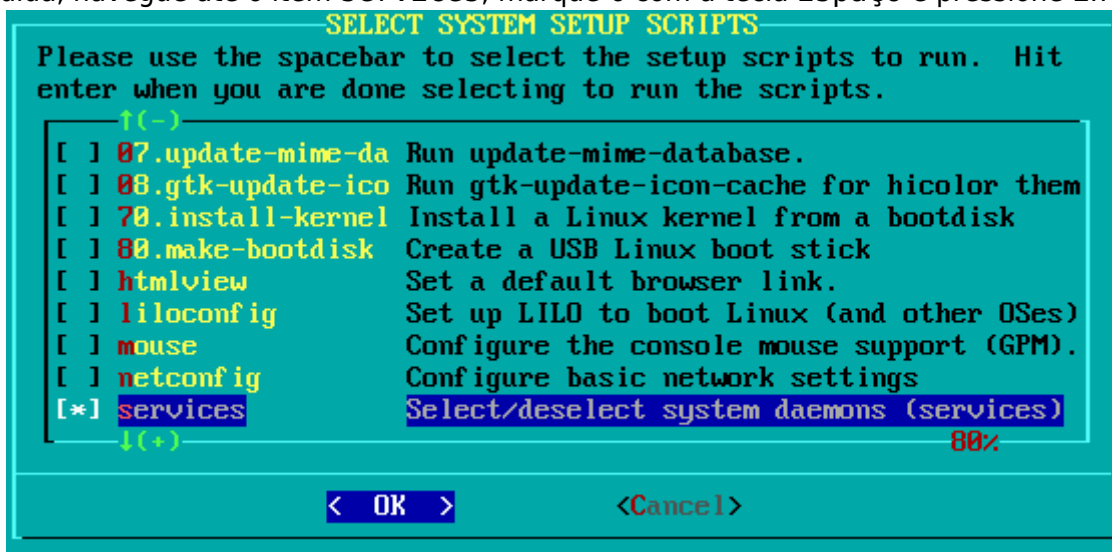 SELECT SYSTEM SETUP SCRIPTS
Please use the spacebar to select the setup scripts to run. Hit
enter when you are done selecting to run the scripts.
↑(-)
[ ] 07.update-mime-da Run update-mime-database.
[ ] 08.gtk-update-ico Run gtk-update-icon-cache for hicolor them
[ ] 70.install-kernel Install a Linux kernel from a bootdisk
[ ] 80.make-bootdisk Create a USB Linux boot stick
[ ] htmlview Set a default browser link.
[ ] liloconfig Set up LILO to boot Linux (and other OSes)
[ ] mouse Configure the console mouse support (GPM).
[ ] netconfig Configure basic network settings
[*] services Select/deselect system daemons (services)
↓(+) 80%
< OK > <Cancel>